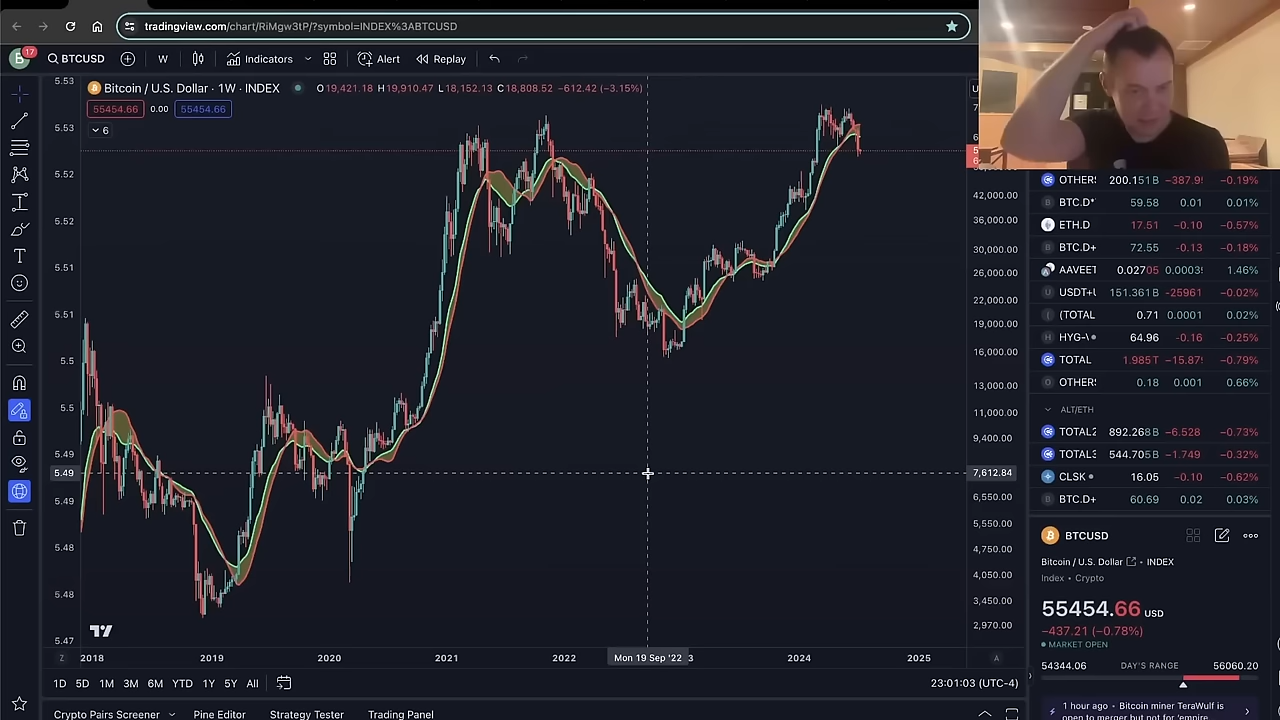 tradingview.com/chart/RiMgw3tP/?symbol=INDEX%3ABTCUSD
B 17 BTCUSD W Indicators Alert Replay
Bitcoin / U.S. Dollar · 1W · INDEX O19,421.18 H19,910.47 L18,152.13 C18,808.52 −612.42 (−3.15%)
55454.66 0.00 55454.66
6
5.53
5.53
5.52
5.52
5.51
5.51
5.5
5.5
5.49
5.49
5.49
5.48
5.48
5.47
42,000.00
36,000.00
30,000.00
26,000.00
22,000.00
19,000.00
16,000.00
13,000.00
11,000.00
9,400.00
7,612.84
6,550.00
5,550.00
4,750.00
4,050.00
3,450.00
2,970.00
Z 2018 2019 2020 2021 2022 Mon 19 Sep '22 3 2024 2025 A
1D 5D 1M 3M 6M YTD 1Y 5Y All 23:01:03 (UTC-4)
Crypto Pairs Screener Pine Editor Strategy Tester Trading Panel
OTHER 200.151B −387.9 −0.19%
BTC.D* 59.58 0.01 0.01%
ETH.D 17.51 −0.10 −0.57%
BTC.D+ 72.55 −0.13 −0.18%
AAVEET 0.02705 0.0003 1.46%
USDT+U 151.361B −25961 −0.02%
(TOTAL 0.71 0.0001 0.02%
HYG 64.96 −0.16 −0.25%
TOTAL 1.985T −15.87 −0.79%
OTHER 0.18 0.001 0.66%
ALT/ETH
TOTAL2 892.268B −6.528 −0.73%
TOTAL3 544.705B −1.749 −0.32%
CLSK 16.05 −0.10 −0.62%
BTC.D+ 60.69 0.02 0.03%
BTCUSD
Bitcoin / U.S. Dollar · INDEX
Index • Crypto
55454.66 USD
−437.21 (−0.78%)
MARKET OPEN
54344.06 DAY'S RANGE 56060.20
1 hour ago • Bitcoin miner TeraWulf is
open to merger but not for 'empire